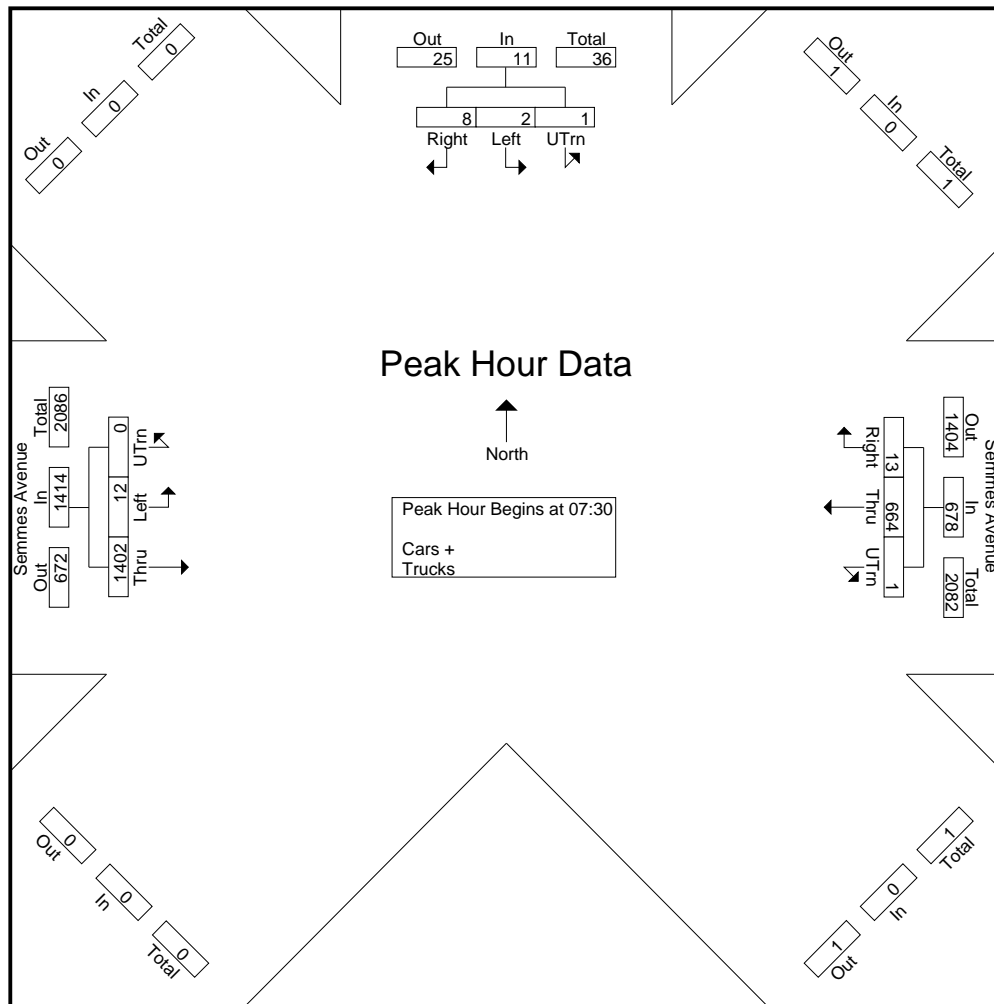 Out In Total
25 11 36
8 2 1
Right Left UTrn
Total
0
In
0
Out
0
Out
1
In
0
Total
1
Peak Hour Data
North
Peak Hour Begins at 07:30
Cars +
Trucks
Semmes Avenue
Out In Total
672 1414 2086
1402 12 0
Thru Left UTrn
Semmes Avenue
Out In Total
1404 678 2082
13 664 1
Right Thru UTrn
0
Out
0
In
0
Total
1
Total
0
In
1
Out